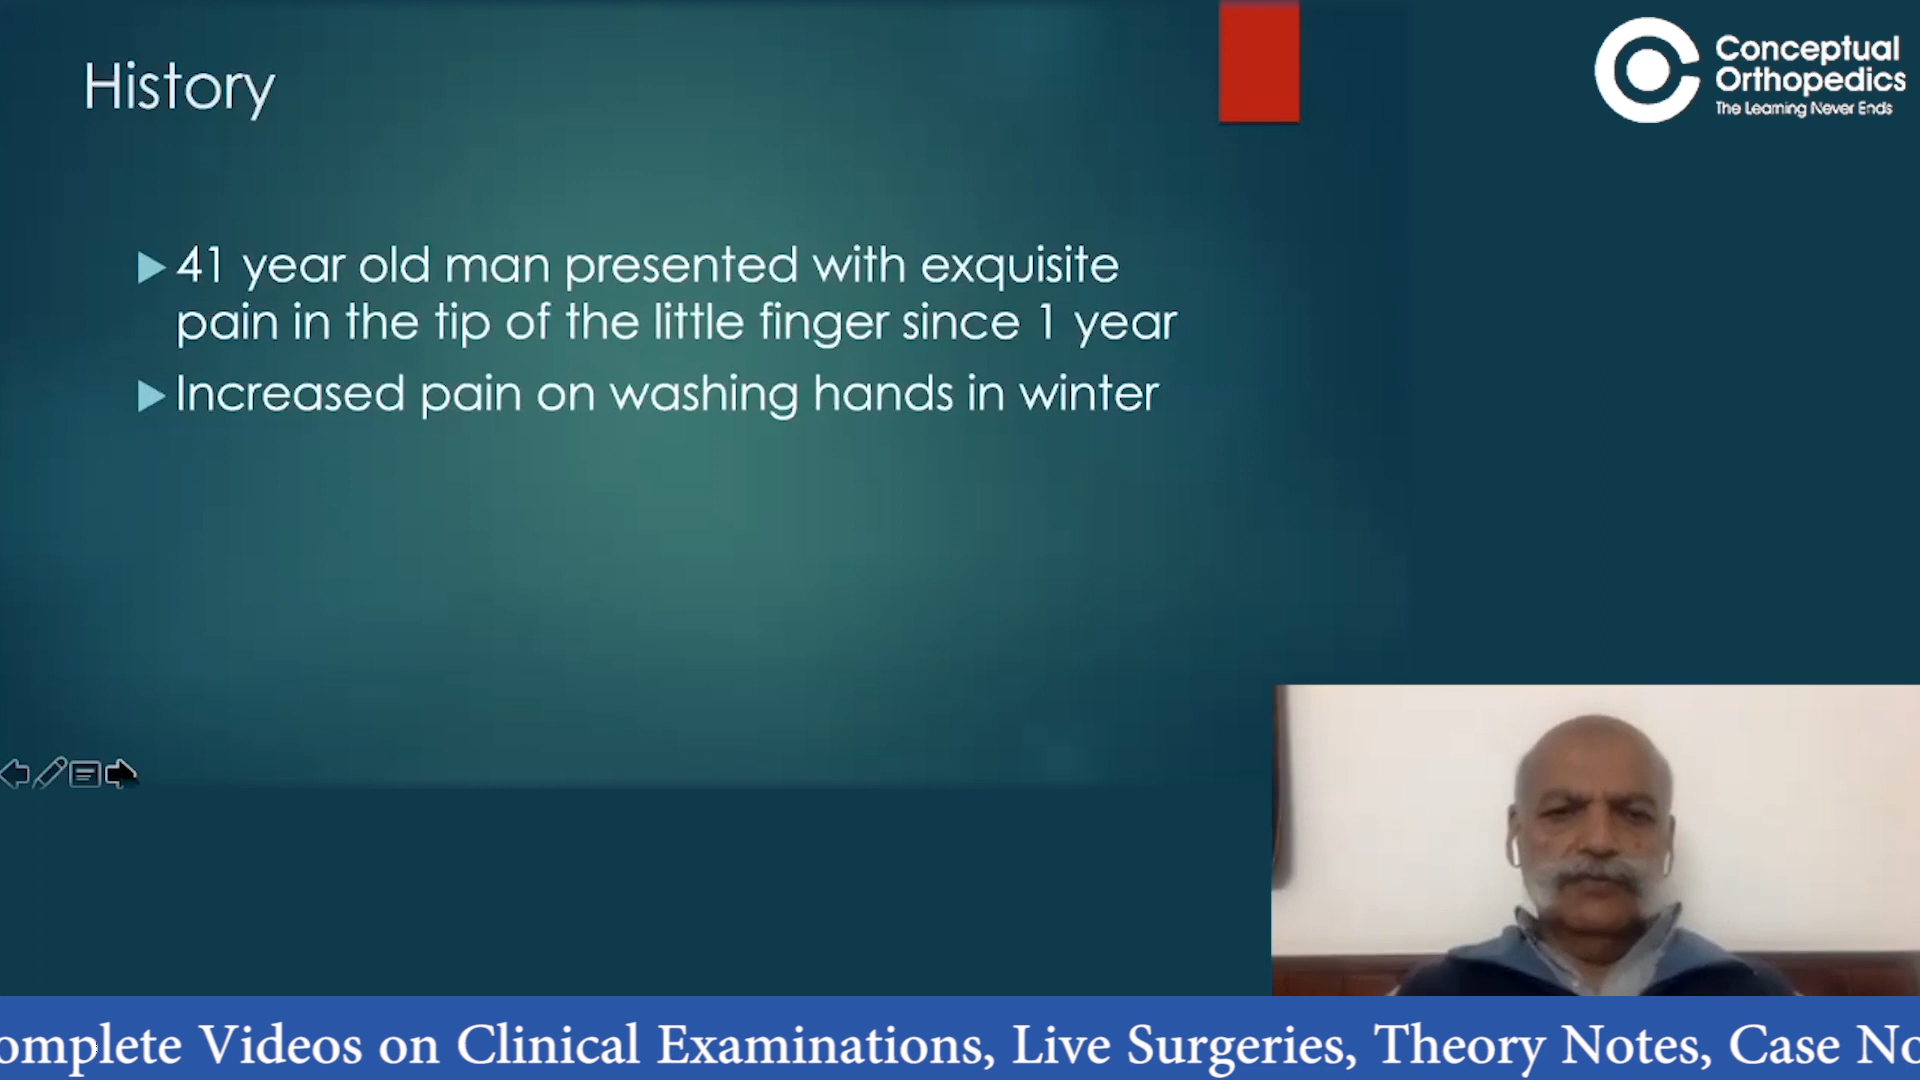 History
Conceptual
Orthopedics
The Learning Never Ends
41 year old man presented with exquisite
pain in the tip of the little finger since 1 year
Increased pain on washing hands in winter
omplete Videos on Clinical Examinations, Live Surgeries, Theory Notes, Case No